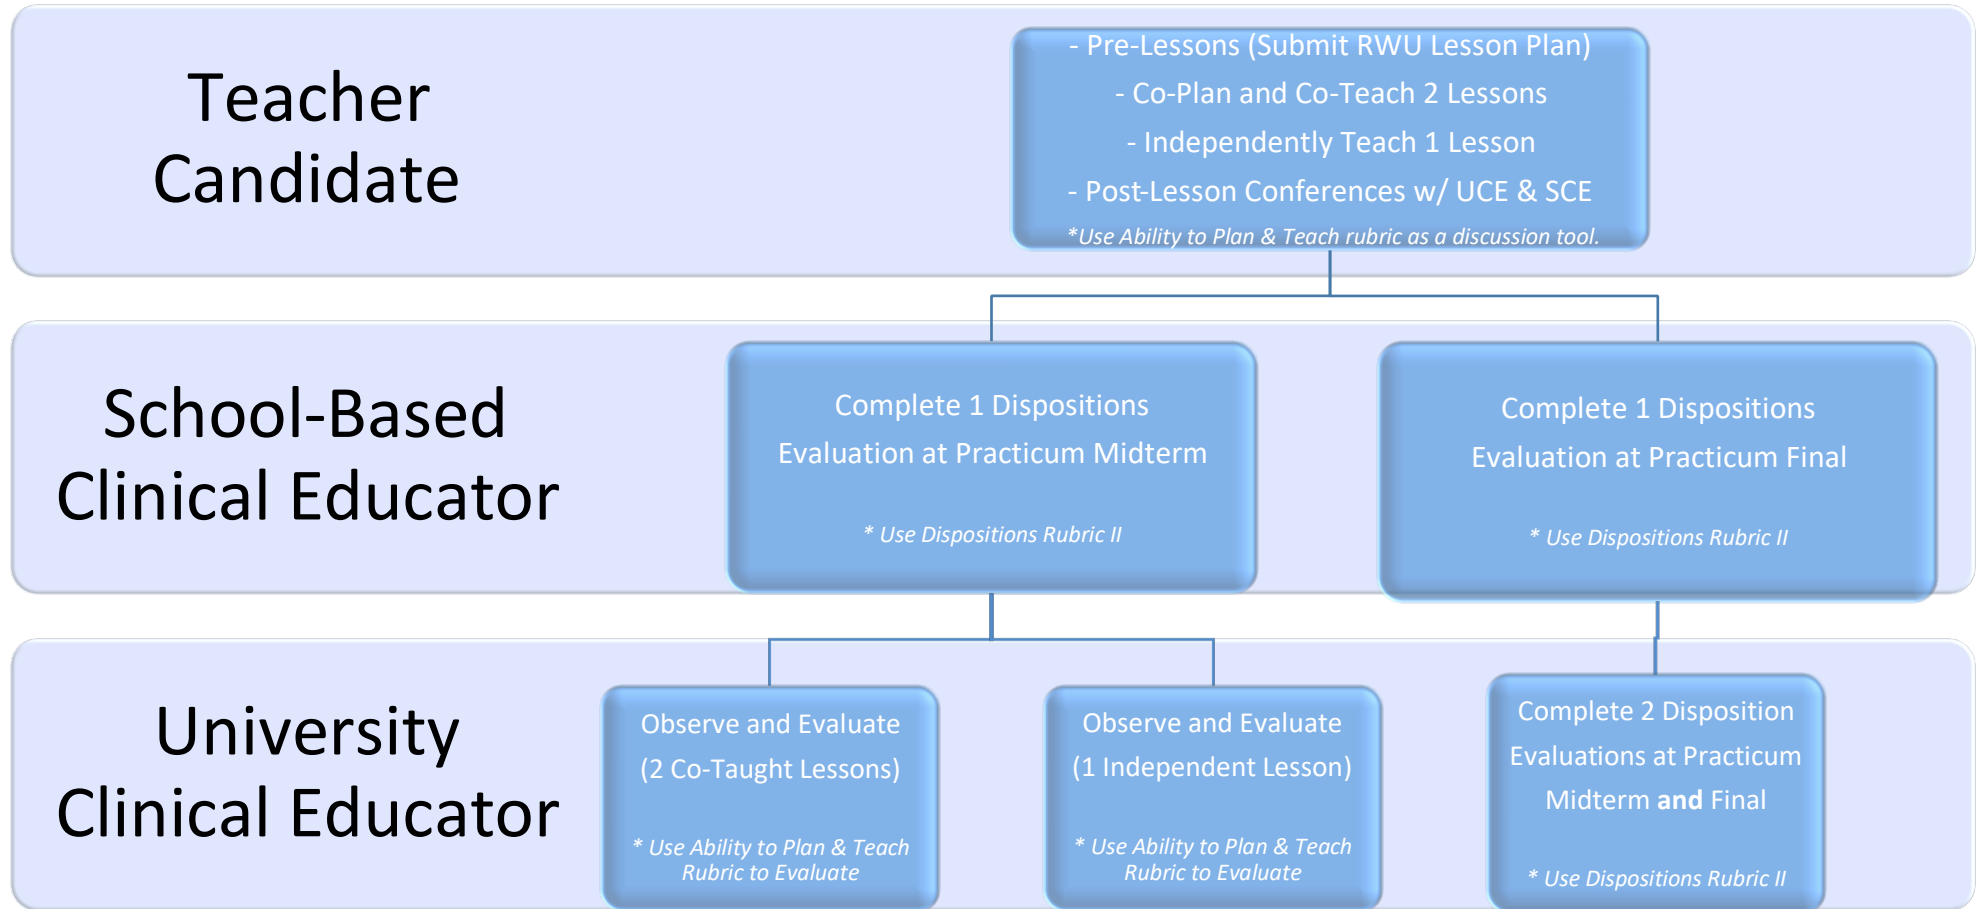 Teacher
Candidate
- Pre-Lessons (Submit RWU Lesson Plan)
- Co-Plan and Co-Teach 2 Lessons
- Independently Teach 1 Lesson
- Post-Lesson Conferences w/ UCE & SCE
*Use Ability to Plan & Teach rubric as a discussion tool.
School-Based
Clinical Educator
Complete 1 Dispositions
Evaluation at Practicum Midterm
* Use Dispositions Rubric II
Complete 1 Dispositions
Evaluation at Practicum Final
* Use Dispositions Rubric II
University
Clinical Educator
Observe and Evaluate
(2 Co-Taught Lessons)
* Use Ability to Plan & Teach
Rubric to Evaluate
Observe and Evaluate
(1 Independent Lesson)
* Use Ability to Plan & Teach
Rubric to Evaluate
Complete 2 Disposition
Evaluations at Practicum
Midterm and Final
* Use Dispositions Rubric II